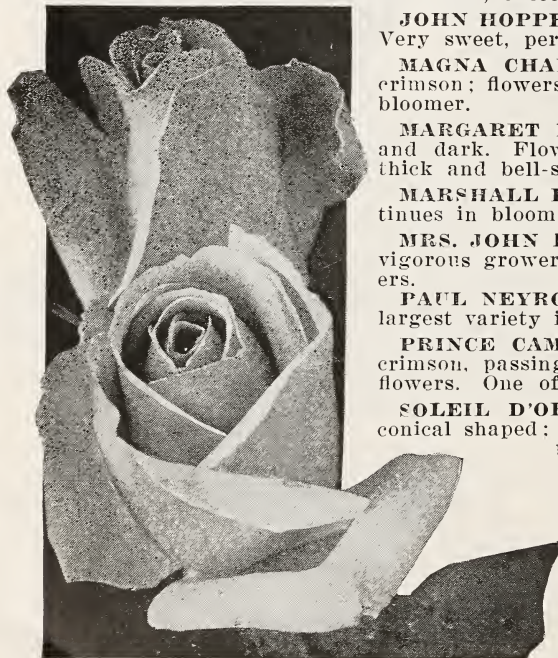 JOHN HOPPE
Very sweet, per
MAGNA CHA
crimson; flowers
bloomer.
MARGARET
and dark. Flov
thick and bell-s
MARSHALL
tinues in bloom
MRS. JOHN
vigorous grower
ers.
PAUL NEYRO
largest variety i
PRINCE CAM
crimson, passing
flowers. One of
SOLEIL D'O
conical shaped: